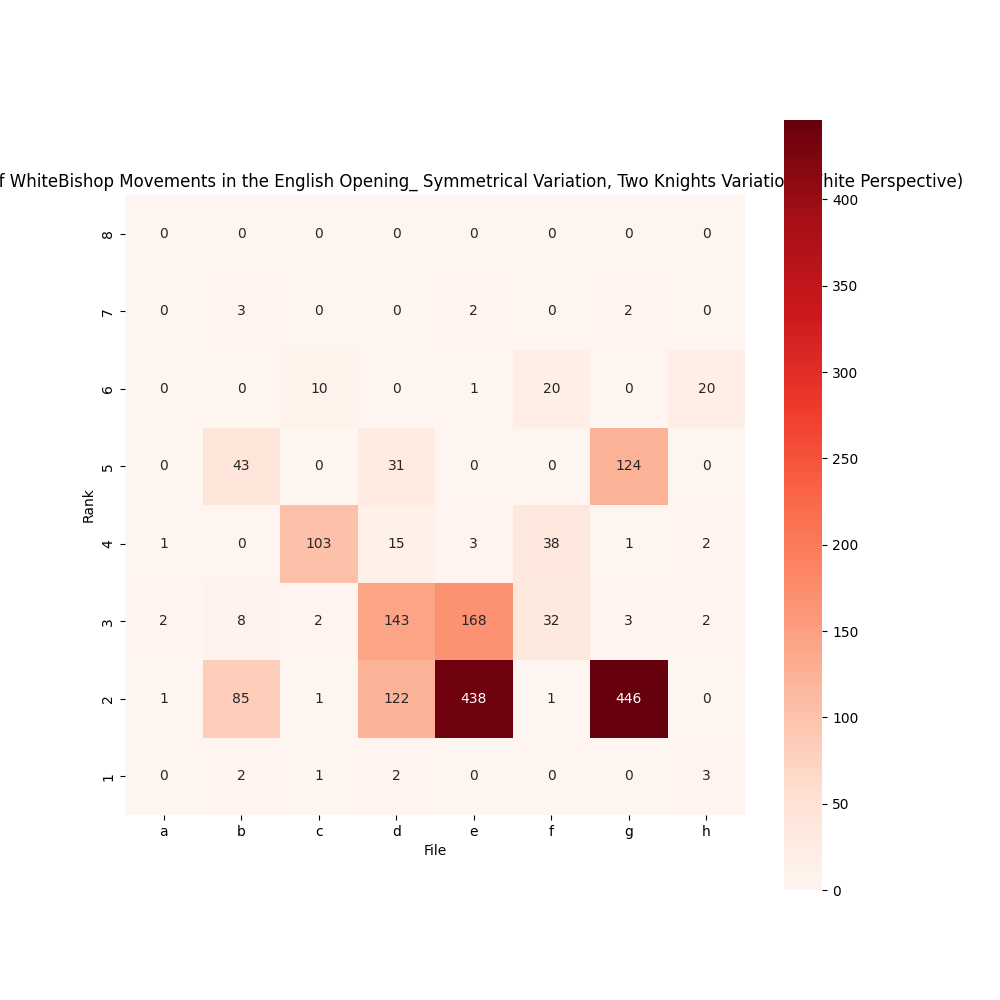 f WhiteBishop Movements in the English Opening_ Symmetrical Variation, Two Knights Variatio hite Perspective)
8 0 0 0 0 0 0 0 0
7 0 3 0 0 2 0 2 0
6 0 0 10 0 1 20 0 20
5 0 43 0 31 0 0 124 0
Rank
4 1 0 103 15 3 38 1 2
3 2 8 2 143 168 32 3 2
2 1 85 1 122 438 1 446 0
1 0 2 1 2 0 0 0 3
a b c d e f g h
File
400
350
300
250
200
150
100
50
0